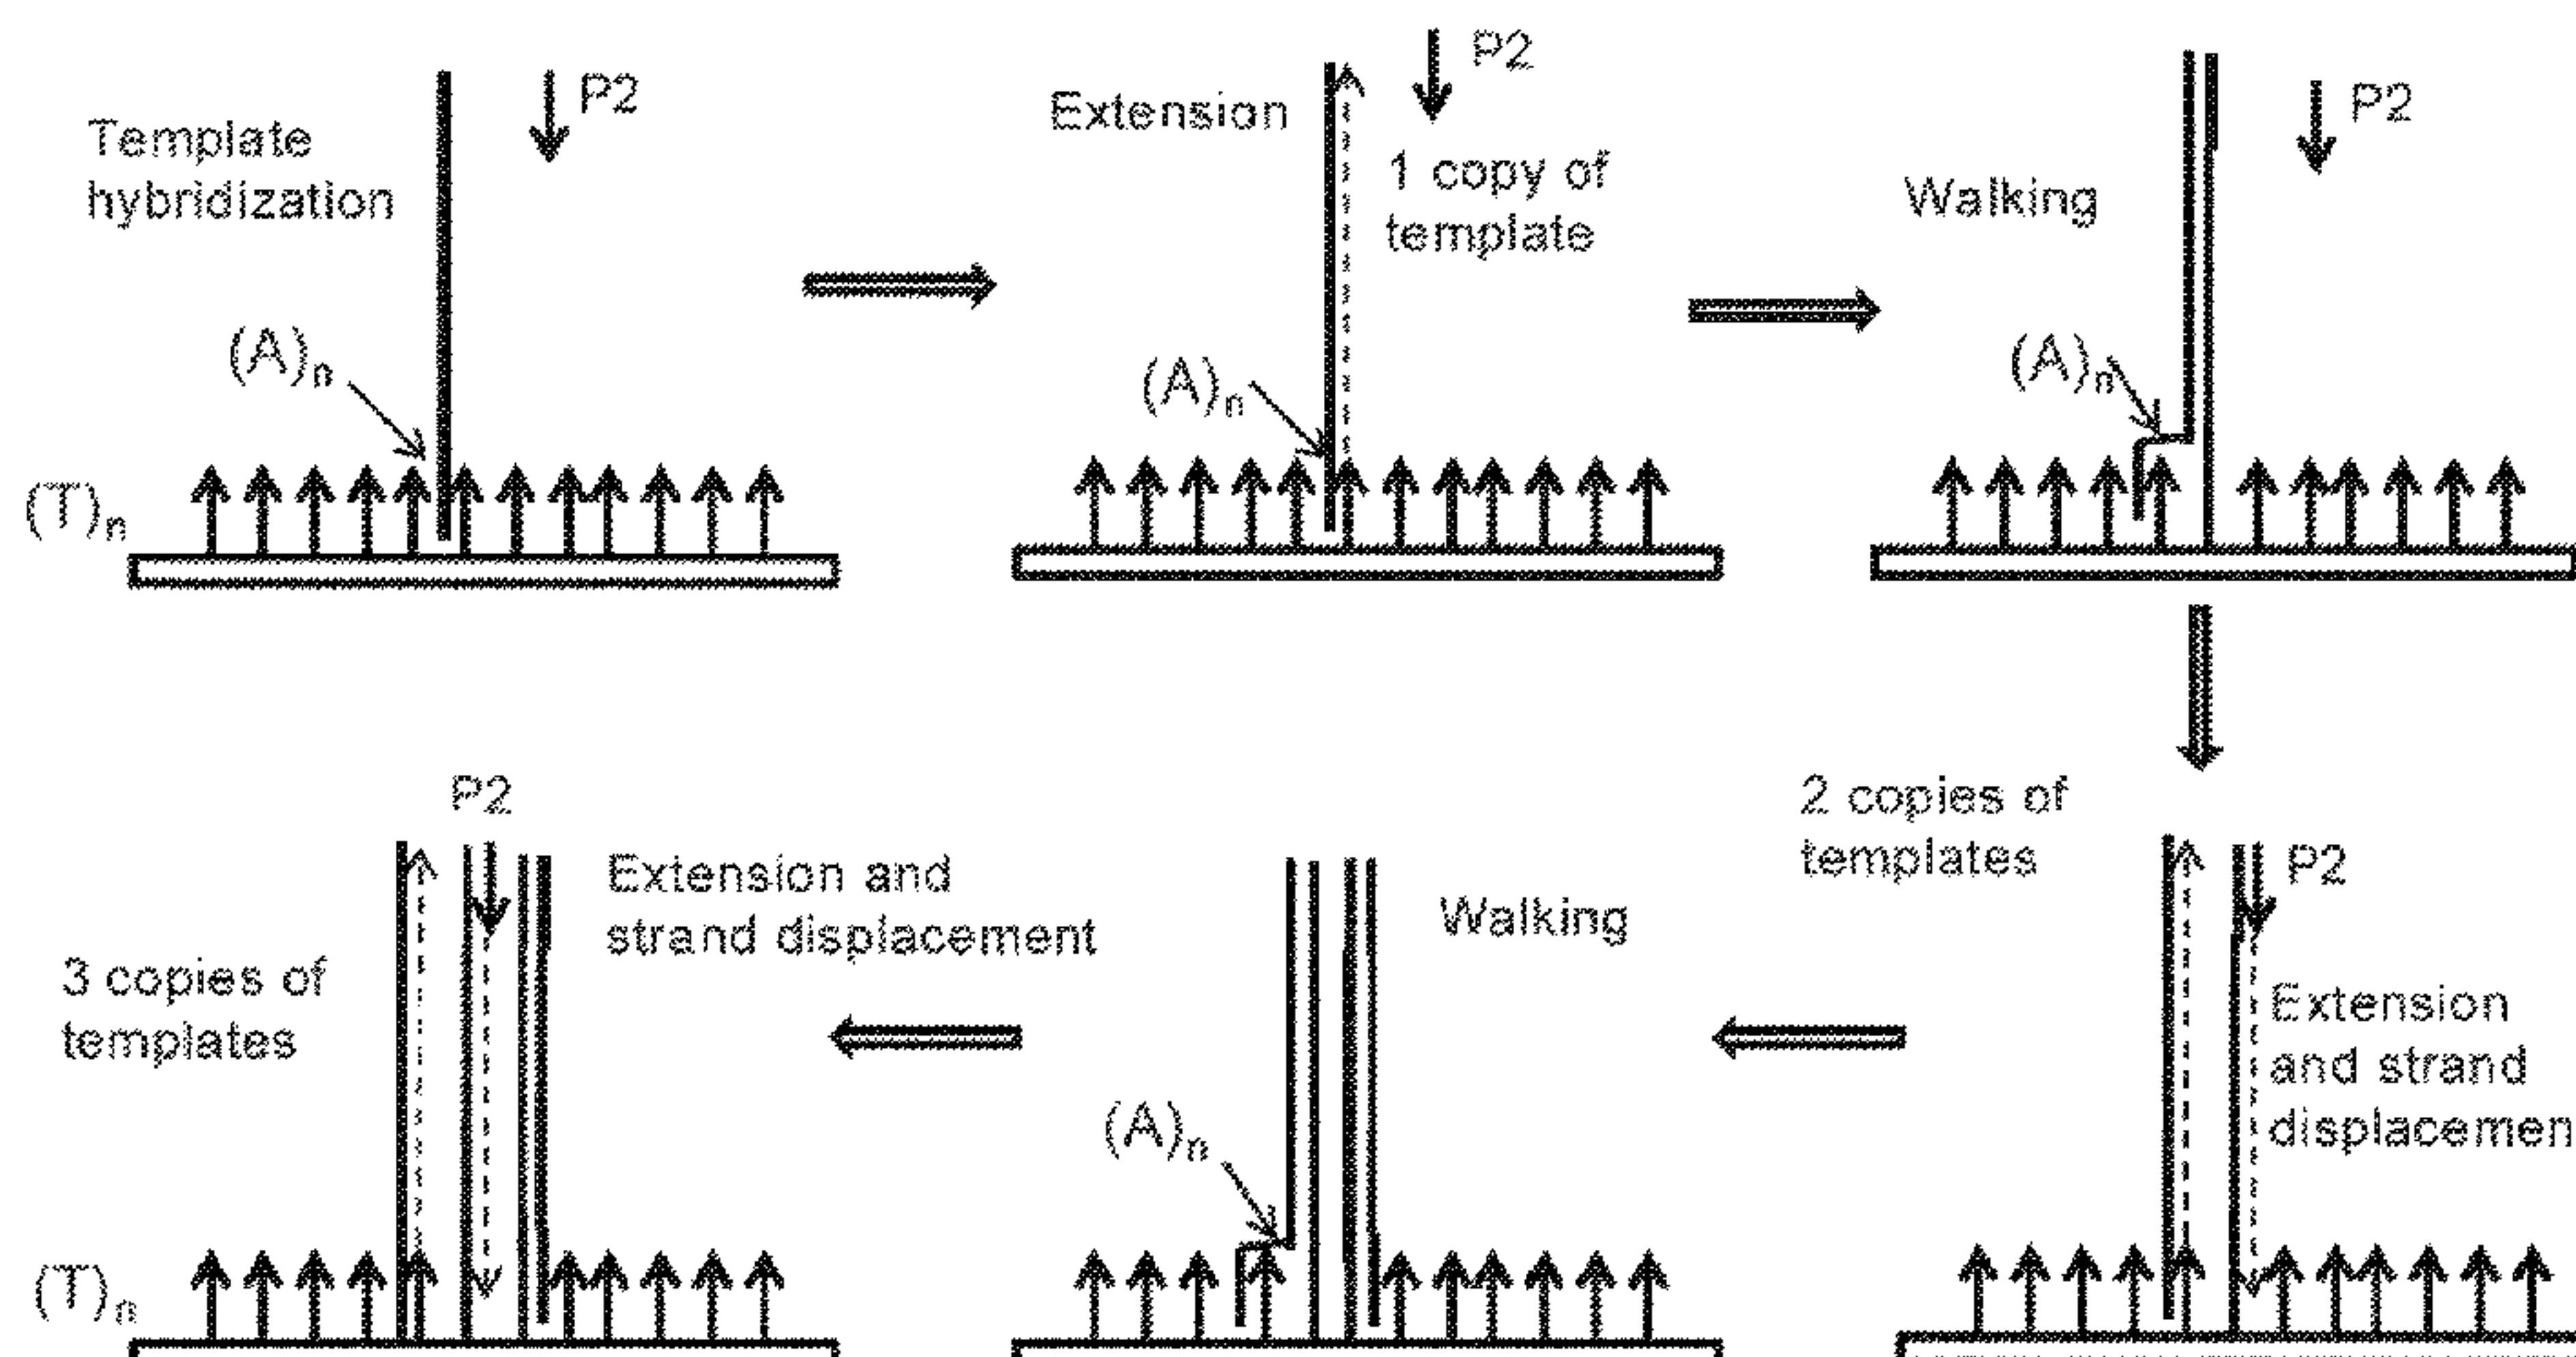 Template
hybridization
P2
(A)n
(T)n
Extension
P2
1 copy of
template
(A)n
Walking
P2
(A)n
2 copies of
templates
P2
Extension
and strand
displacemen
Walking
(A)n
P2
Extension and
strand displacement
3 copies of
templates
(T)n